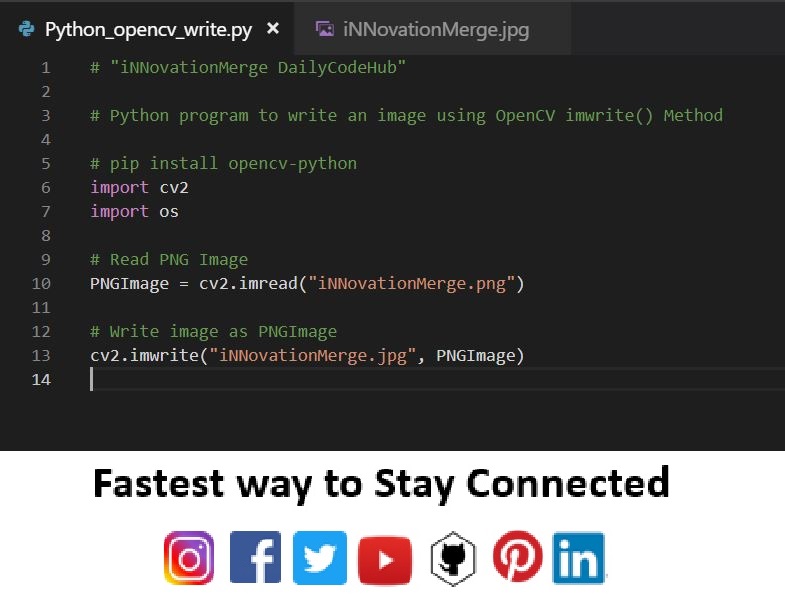 Python_opencv_write.py × iNNovationMerge.jpg
1 # "iNNovationMerge DailyCodeHub"
2
3 # Python program to write an image using OpenCV imwrite() Method
4
5 # pip install opencv-python
6 import cv2
7 import os
8
9 # Read PNG Image
10 PNGImage = cv2.imread("iNNovationMerge.png")
11
12 # Write image as PNGImage
13 cv2.imwrite("iNNovationMerge.jpg", PNGImage)
14
Fastest way to Stay Connected
f in